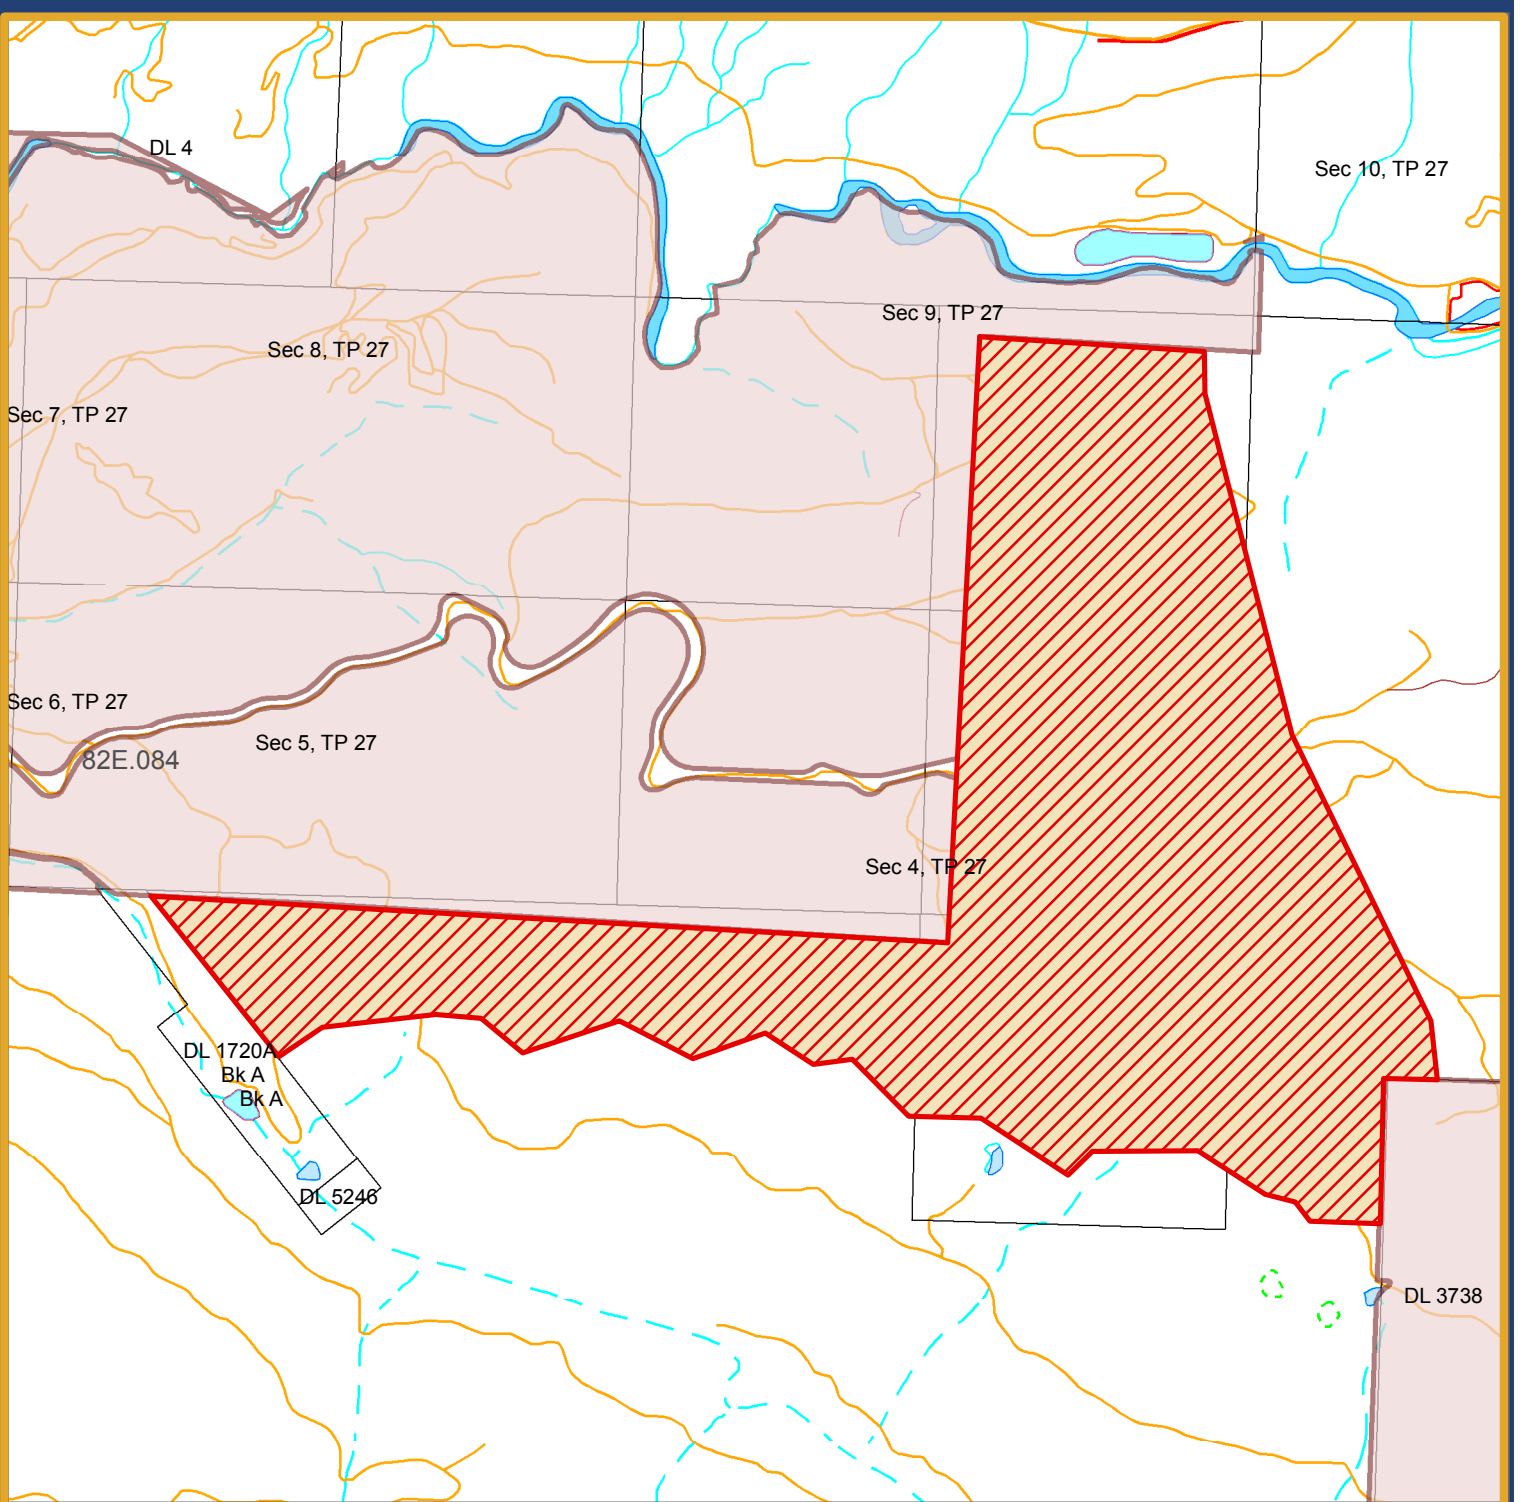 DL 4
Sec 10, TP 27
Sec 9, TP 27
Sec 8, TP 27
Sec 7, TP 27
Sec 6, TP 27
Sec 5, TP 27
82E.084
Sec 4, TP 27
DL 1720A
Bk A
Bk A
DL 5246
DL 3738